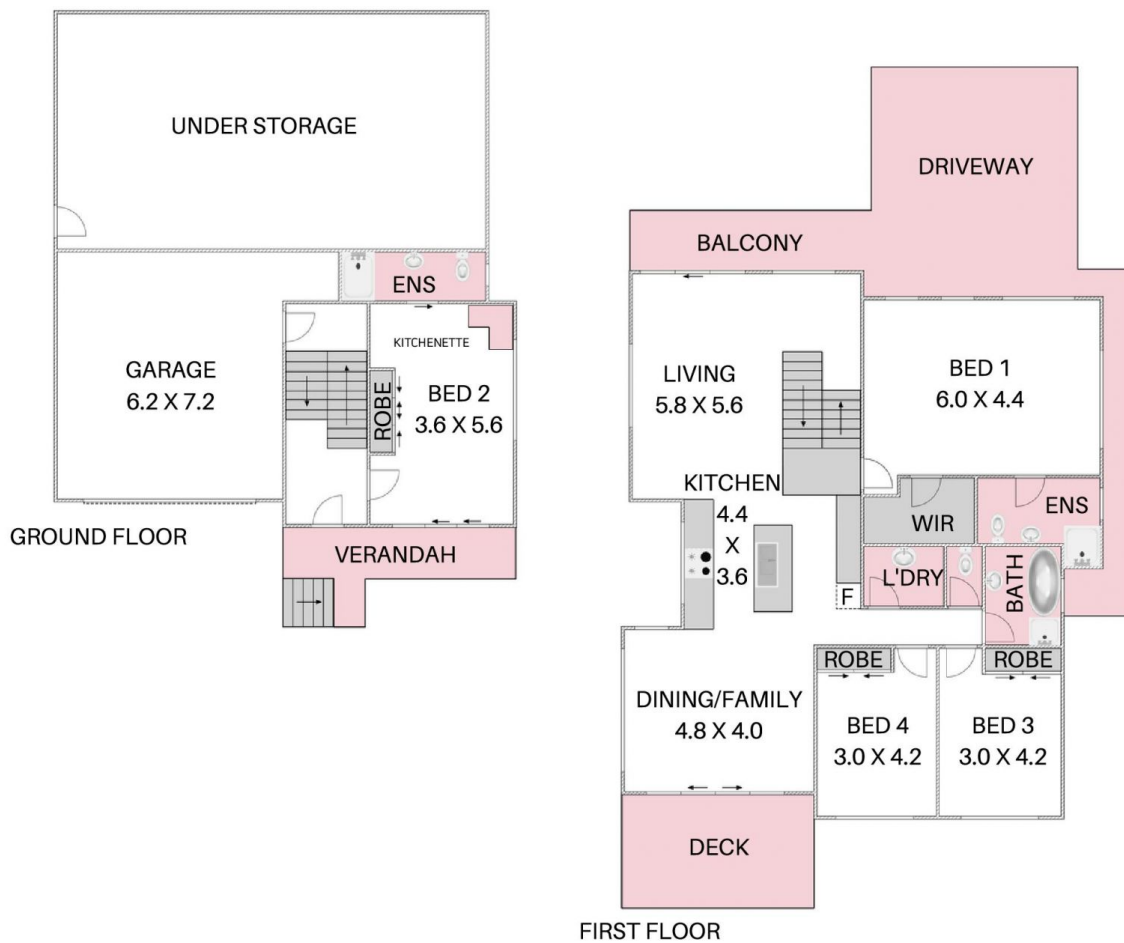 UNDER STORAGE
ENS
KITCHENETTE
GARAGE
6.2 X 7.2
ROBE
BED 2
3.6 X 5.6
GROUND FLOOR
VERANDAH
DRIVEWAY
BALCONY
LIVING
5.8 X 5.6
BED 1
6.0 X 4.4
KITCHEN
4.4
X
3.6
WIR
ENS
L'DRY
BATH
F
ROBE
ROBE
DINING/FAMILY
4.8 X 4.0
BED 4
3.0 X 4.2
BED 3
3.0 X 4.2
DECK
FIRST FLOOR